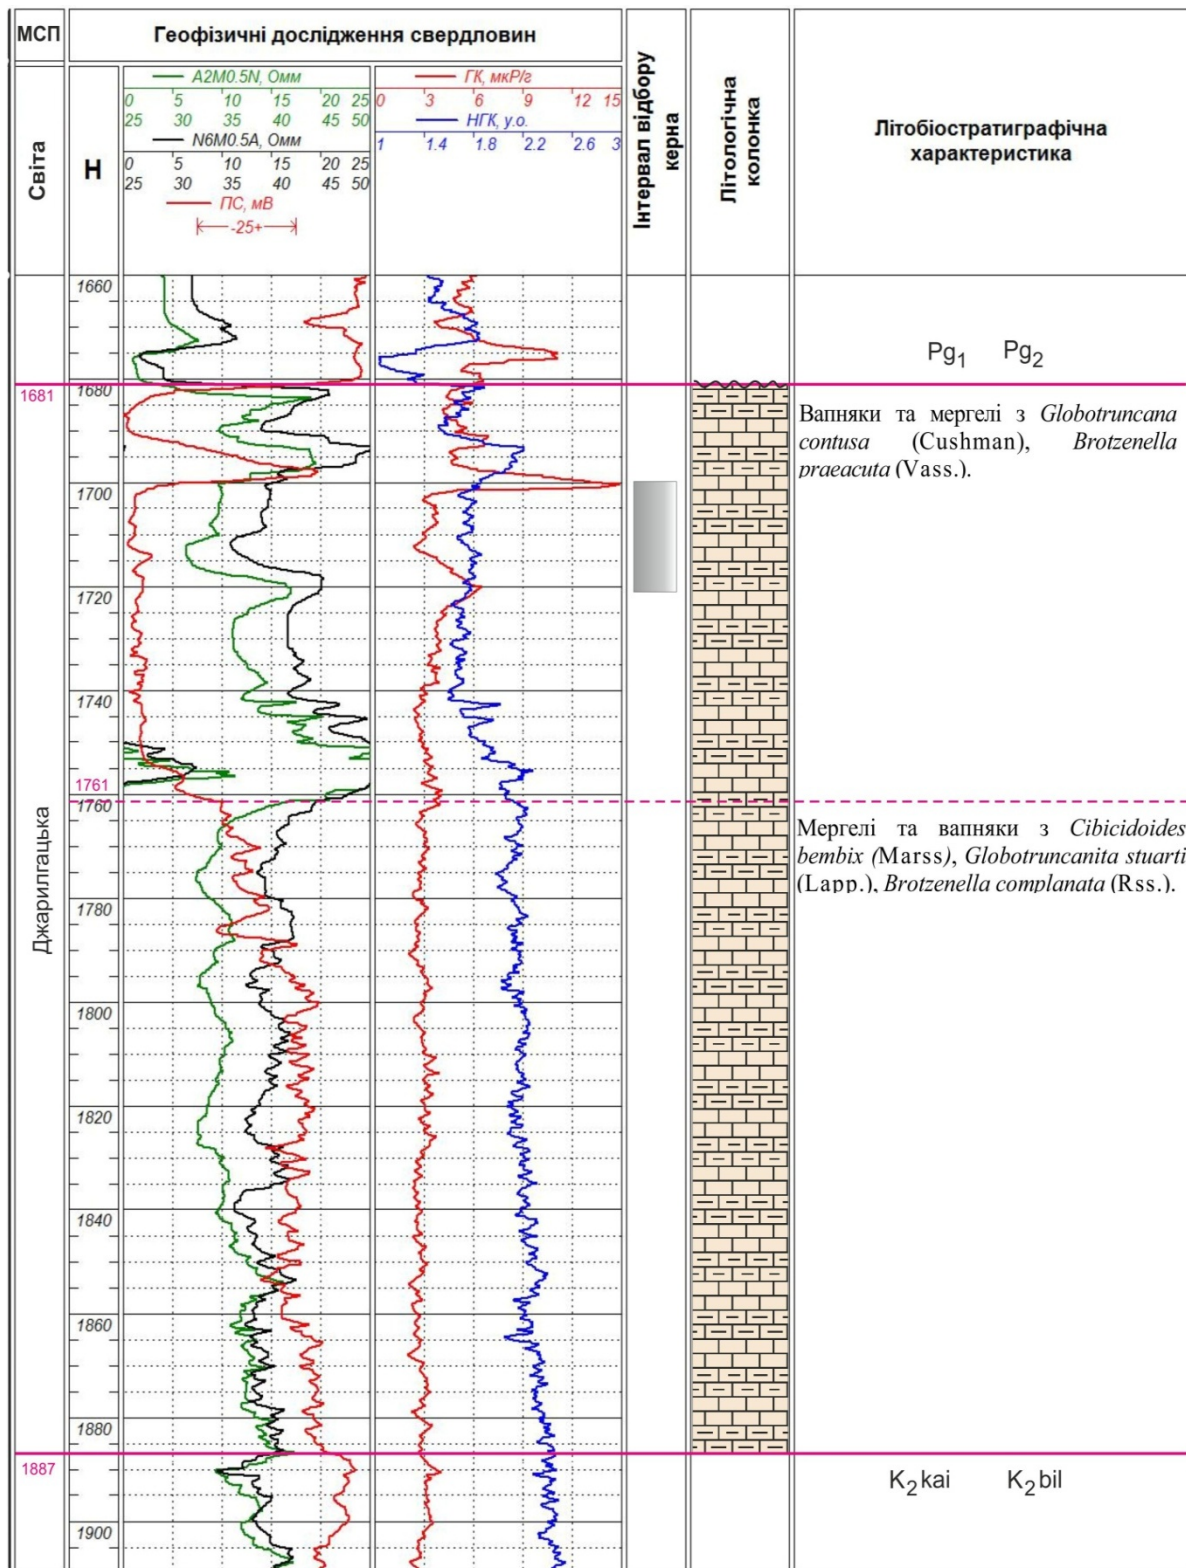 МСП
Геофізичні дослідження свердловин
Світа
Н
A2M0.5N, Омм
0 5 10 15 20 25
25 30 35 40 45 50
N6M0.5A, Омм
0 5 10 15 20 25
25 30 35 40 45 50
ПС, мВ
-25+
ГК, мкР/г
0 3 6 9 12 15
НГК, у.о.
1 1.4 1.8 2.2 2.6 3
Інтервал відбору
керна
Літологічна
колонка
Літобіостратиграфічна
характеристика
1660
Pg1 Pg2
1681
1680
Вапняки та мергелі з Globotruncana
contusa (Cushman), Brotzenella
praeacuta (Vass.).
1700
1720
1740
1761
1760
Мергелі та вапняки з Cibicidoides
bembix (Marss), Globotruncanita stuarti
(Lapp.), Brotzenella complanata (Rss.).
Джарилгацька
1780
1800
1820
1840
1860
1880
1887
K2kai K2bil
1900